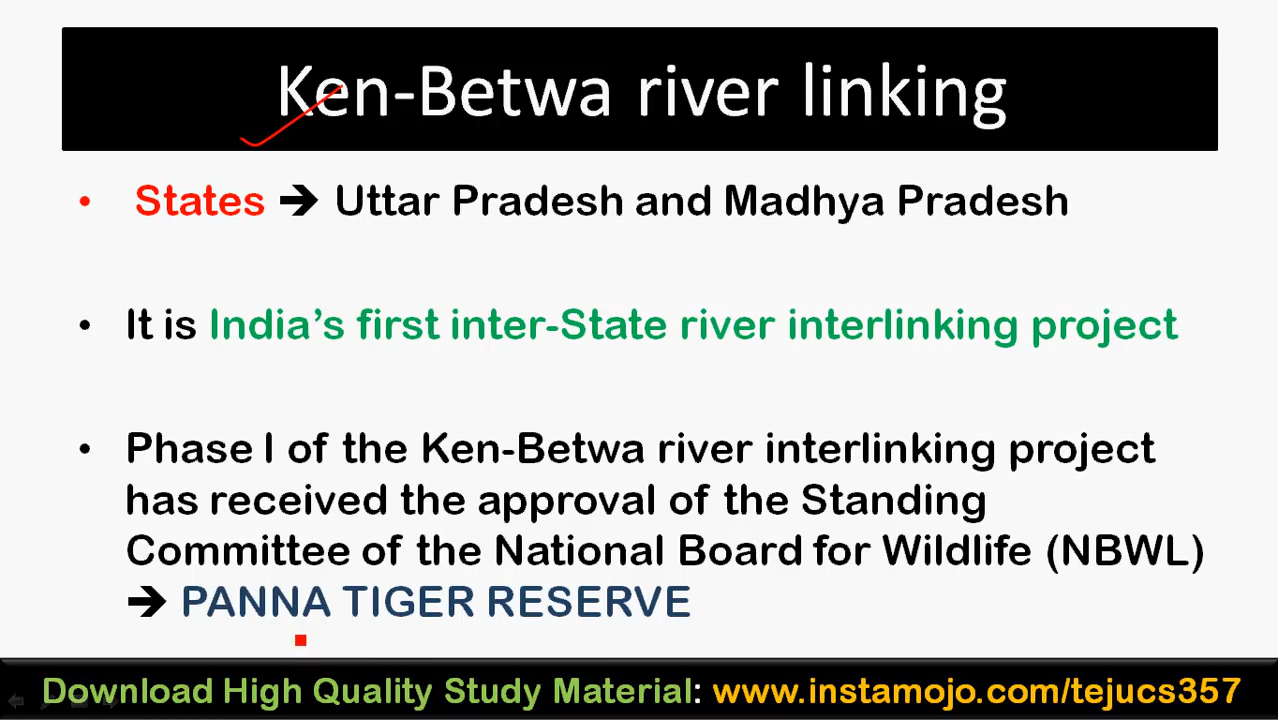 Ken-Betwa river linking
• States ➔ Uttar Pradesh and Madhya Pradesh
• It is India’s first inter-State river interlinking project
• Phase I of the Ken-Betwa river interlinking project
has received the approval of the Standing
Committee of the National Board for Wildlife (NBWL)
➔ PANNA TIGER RESERVE
Download High Quality Study Material: www.instamojo.com/tejucs357